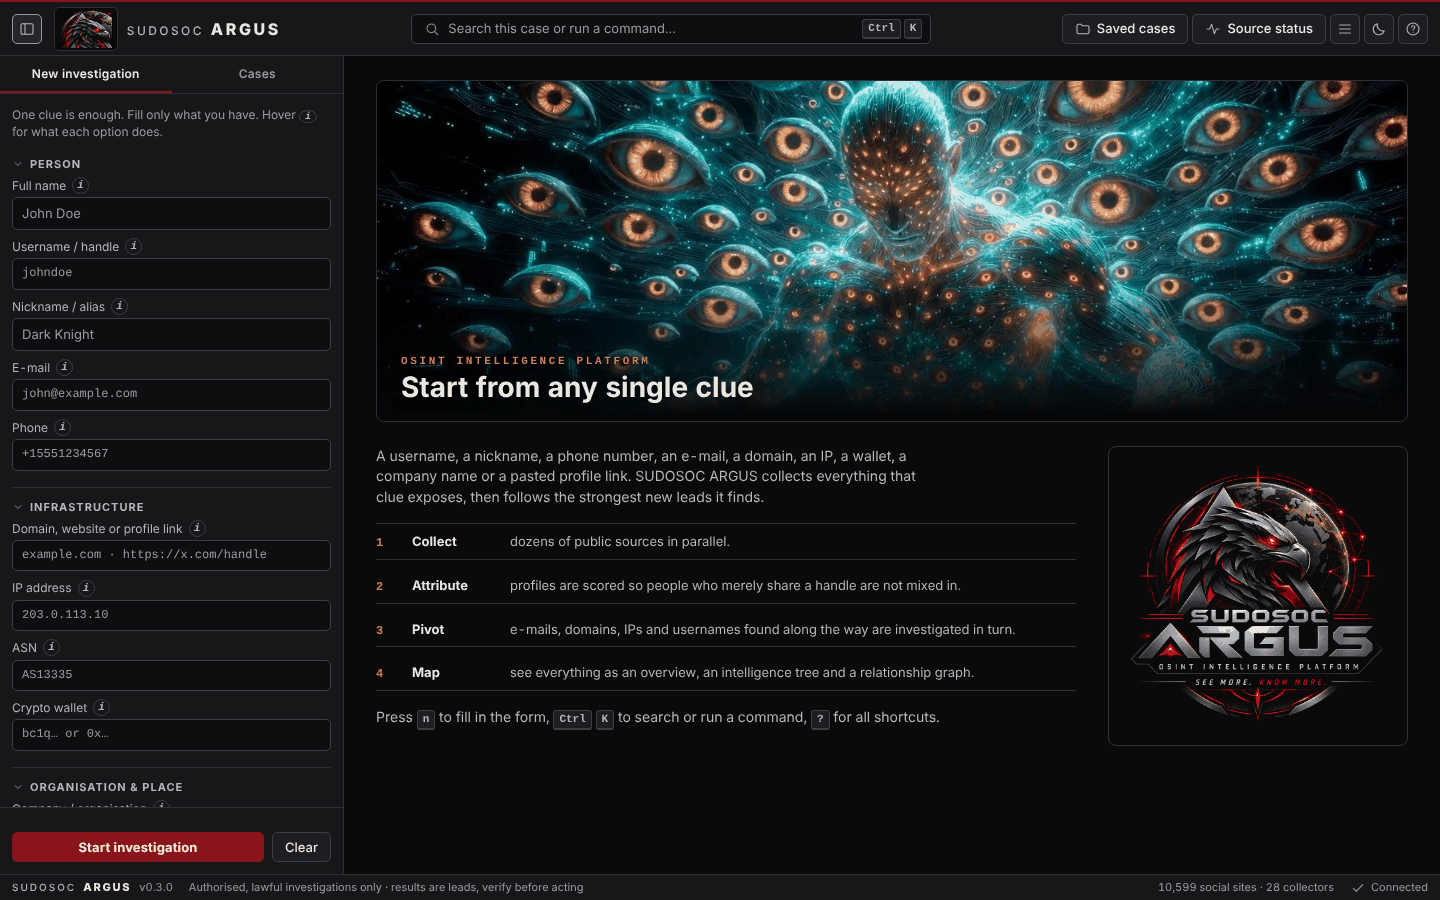 SUDOSOC ARGUS
Search this case or run a command...
Ctrl K
Saved cases
Source status
New investigation
Cases
One clue is enough. Fill only what you have. Hover i
for what each option does.
PERSON
Full name i
John Doe
Username / handle i
johndoe
Nickname / alias i
Dark Knight
E-mail i
john@example.com
Phone i
+15551234567
INFRASTRUCTURE
Domain, website or profile link i
example.com · https://x.com/handle
IP address i
203.0.113.10
ASN i
AS13335
Crypto wallet i
bc1q… or 0x…
ORGANISATION & PLACE
Company / organisation i
Start investigation
Clear
OSINT INTELLIGENCE PLATFORM
Start from any single clue
A username, a nickname, a phone number, an e-mail, a domain, an IP, a wallet, a
company name or a pasted profile link. SUDOSOC ARGUS collects everything that
clue exposes, then follows the strongest new leads it finds.
1 Collect dozens of public sources in parallel.
2 Attribute profiles are scored so people who merely share a handle are not mixed in.
3 Pivot e-mails, domains, IPs and usernames found along the way are investigated in turn.
4 Map see everything as an overview, an intelligence tree and a relationship graph.
Press n to fill in the form, Ctrl K to search or run a command, ? for all shortcuts.
SUDOSOC
ARGUS
OSINT INTELLIGENCE PLATFORM
SEE MORE. KNOW MORE.
SUDOSOC ARGUS v0.3.0 Authorised, lawful investigations only · results are leads, verify before acting
10,599 social sites · 28 collectors
Connected